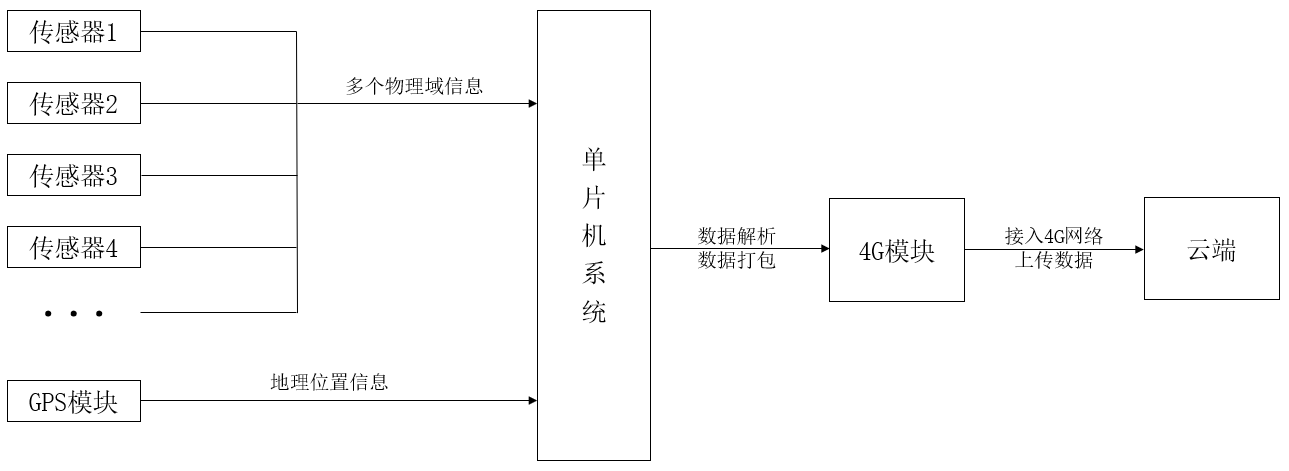 传感器1
传感器2
传感器3
传感器4
...
GPS模块
多个物理域信息
地理位置信息
单片机系统
数据解析
数据打包
4G模块
接入4G网络
上传数据
云端